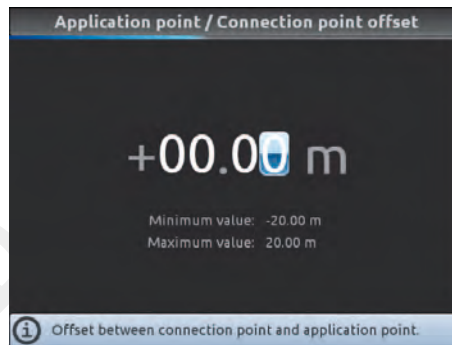 Application point / Connection point offset
+00.00 m
Minimum value: -20.00 m
Maximum value: 20.00 m
Offset between connection point and application point.